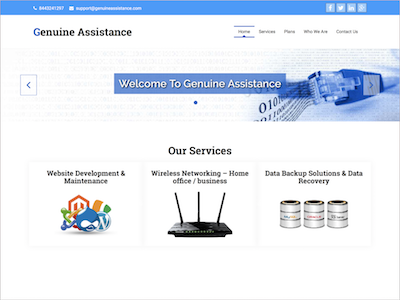 8443241297 support@genuineassistance.com
Genuine Assistance
Home Services Plans Who We Are Contact Us
Welcome To Genuine Assistance
Our Services
Website Development &
Maintenance
Wireless Networking – Home
office / business
Data Backup Solutions & Data
Recovery